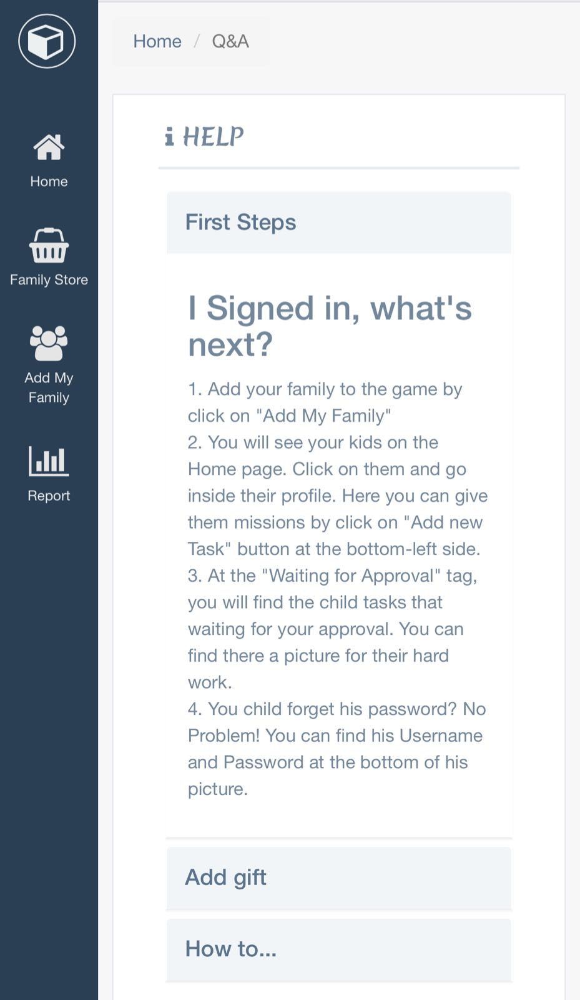 Home / Q&A
Home
Family Store
Add My
Family
Report
HELP
First Steps
I Signed in, what's
next?
1. Add your family to the game by
click on "Add My Family"
2. You will see your kids on the
Home page. Click on them and go
inside their profile. Here you can give
them missions by click on "Add new
Task" button at the bottom-left side.
3. At the "Waiting for Approval" tag,
you will find the child tasks that
waiting for your approval. You can
find there a picture for their hard
work.
4. You child forget his password? No
Problem! You can find his Username
and Password at the bottom of his
picture.
Add gift
How to...